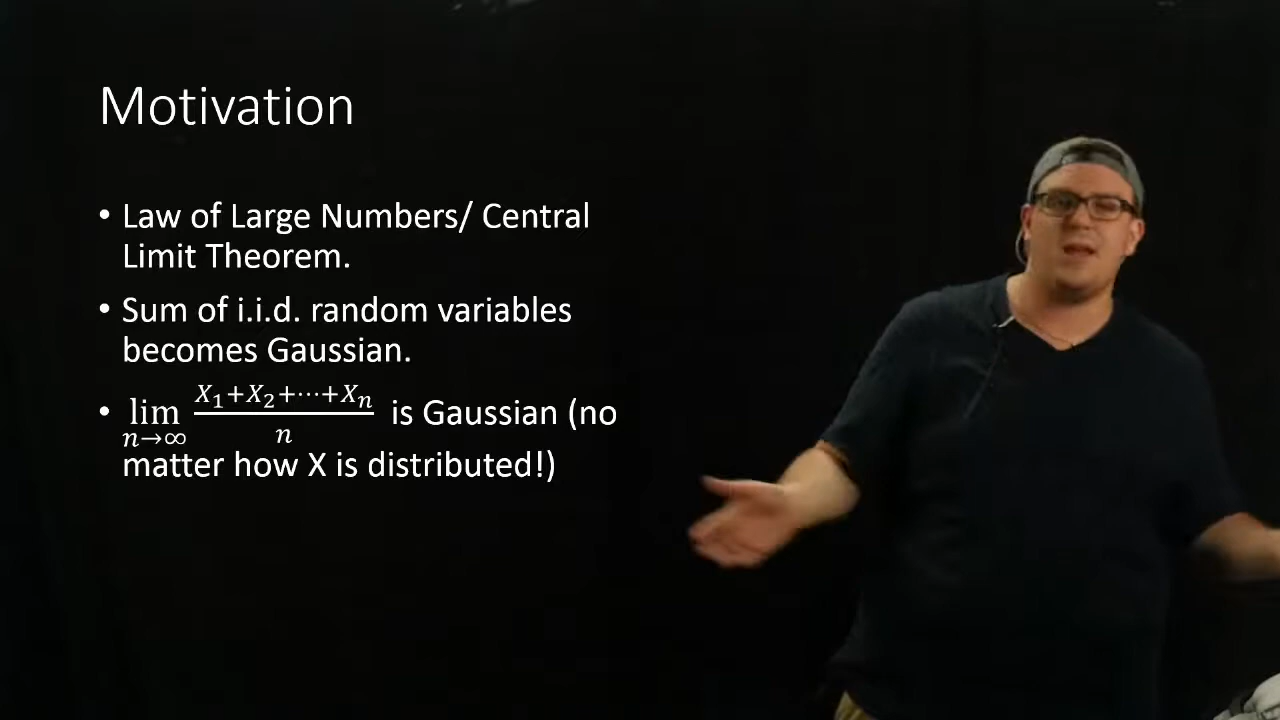 Motivation
• Law of Large Numbers/ Central
Limit Theorem.
• Sum of i.i.d. random variables
becomes Gaussian.
• lim n→∞ X₁+X₂+⋯+Xₙ / n is Gaussian (no
matter how X is distributed!)